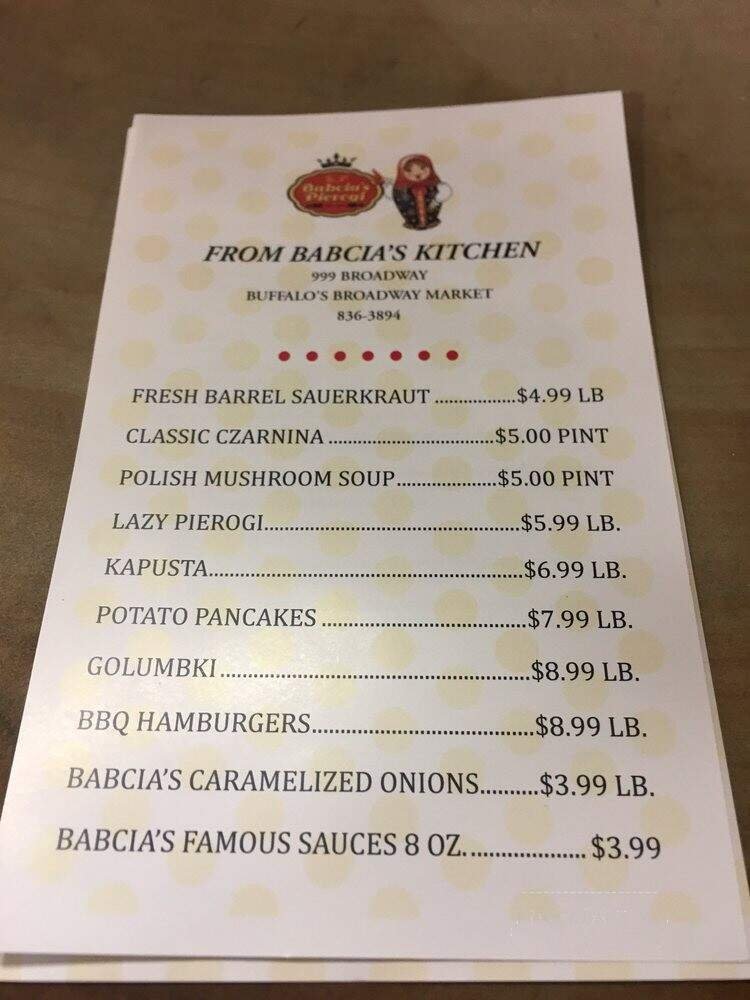 Babcia's
Pierogi
FROM BABCIA'S KITCHEN
999 BROADWAY
BUFFALO'S BROADWAY MARKET
836-3894
FRESH BARREL SAUERKRAUT ................$4.99 LB
CLASSIC CZARNINA ................................$5.00 PINT
POLISH MUSHROOM SOUP...................$5.00 PINT
LAZY PIEROGI................................................$5.99 LB.
KAPUSTA...........................................................$6.99 LB.
POTATO PANCAKES .....................................$7.99 LB.
GOLUMBKI ......................................................$8.99 LB.
BBQ HAMBURGERS.......................................$8.99 LB.
BABCIA'S CARAMELIZED ONIONS..........$3.99 LB.
BABCIA'S FAMOUS SAUCES 8 OZ. .................... $3.99